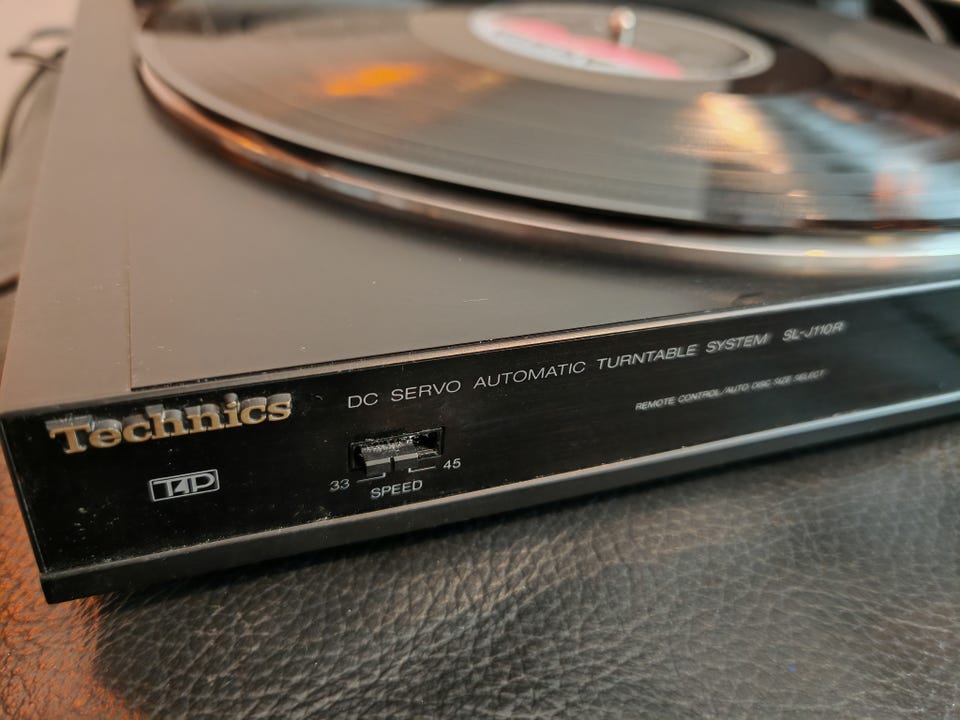 Technics
T4P
DC SERVO AUTOMATIC TURNTABLE SYSTEM SL-J110R
REMOTE CONTROL/AUTO DISC SIZE SELECT
33 45
SPEED